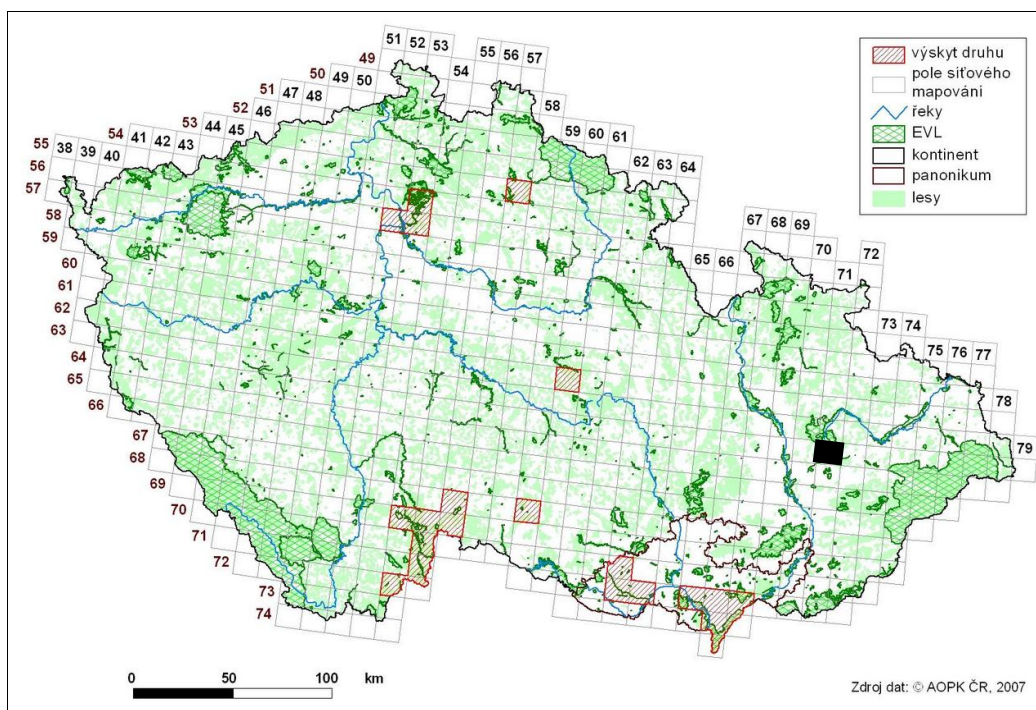 51 52 53
49
54
55 56 57
50 49 50
51 47 48
52 46
53 44 45
54 41 42 43
55 38 39 40
56
57
58
59
60
61
62
63
64
65
66
67
68
69
70
71
72
73
74
58
59 60 61
62 63 64
65 66
67 68 69
70
71
72
73 74
75 76 77
78
79
výskyt druhu
pole síťového
mapování
řeky
EVL
kontinent
panonikum
lesy
0 50 100 km
Zdroj dat: © AOPK ČR, 2007